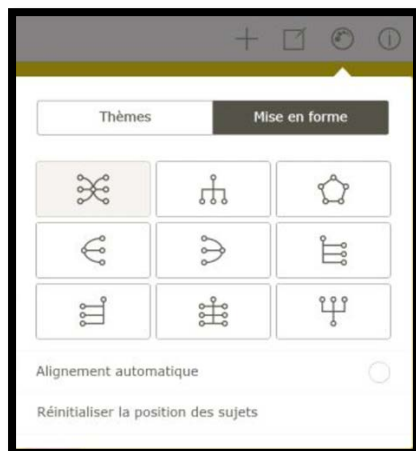 Thèmes
Mise en forme
Alignement automatique
Réinitialiser la position des sujets